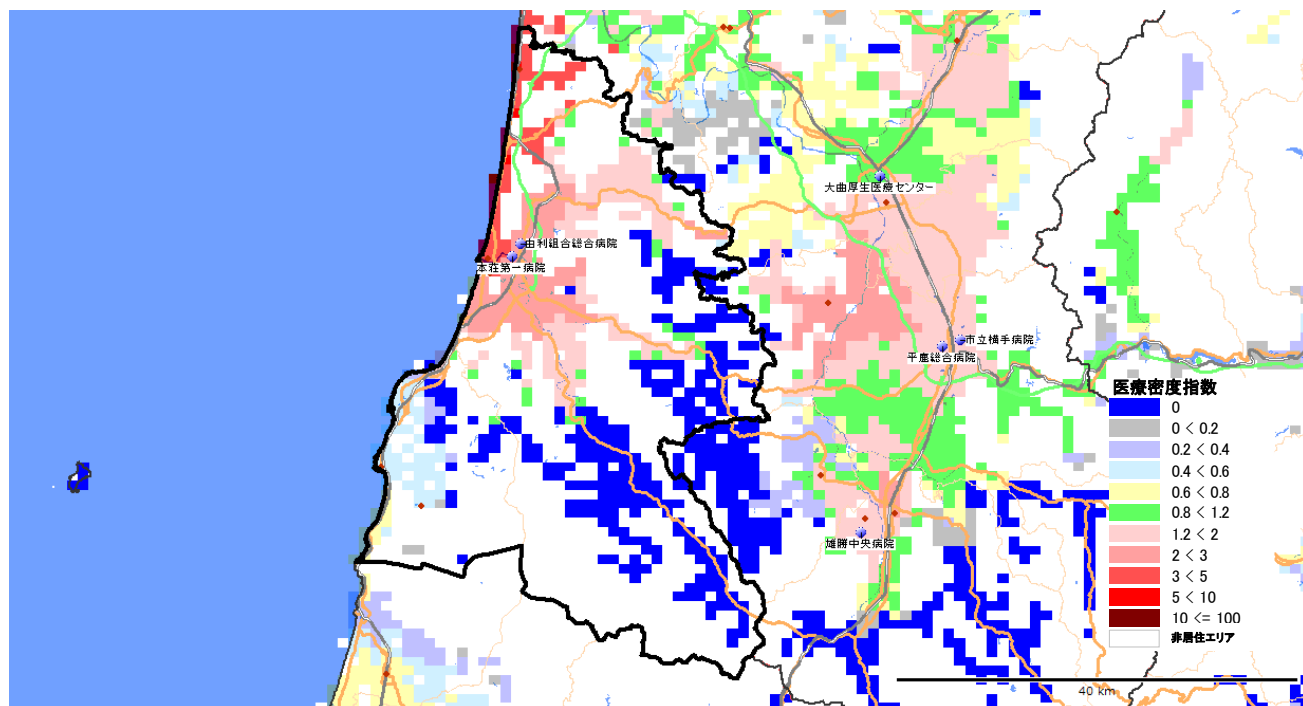 大曲厚生医療センター
由利組合総合病院
本荘第一病院
市立横手病院
平鹿総合病院
雄勝中央病院
医療密度指数
0
0 < 0.2
0.2 < 0.4
0.4 < 0.6
0.6 < 0.8
0.8 < 1.2
1.2 < 2
2 < 3
3 < 5
5 < 10
10 <= 100
非居住エリア
40 km